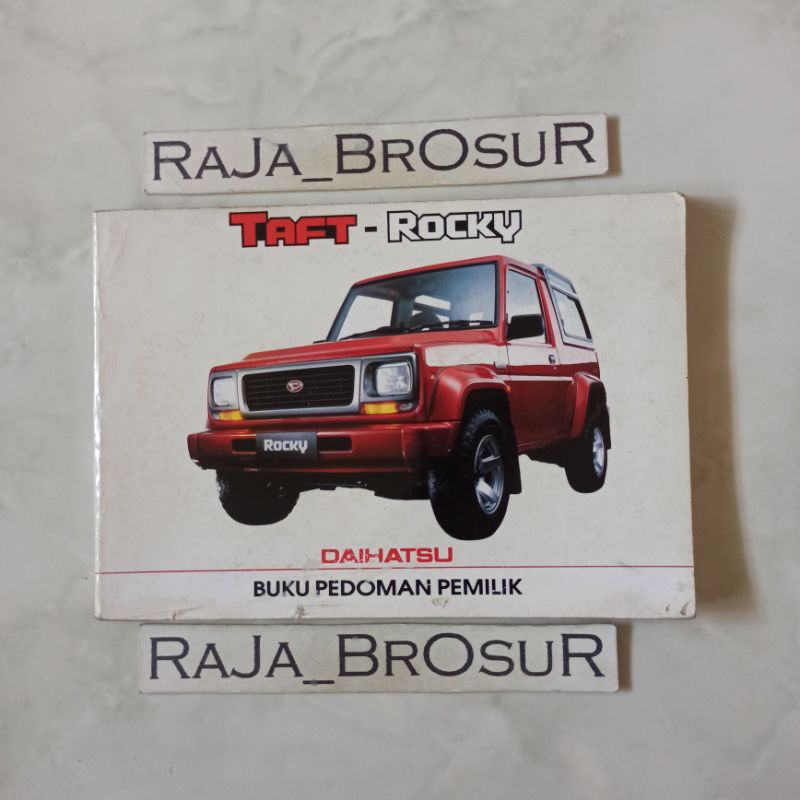 RAJA_BROSUR
TAFT - ROCKY
ROCKY
DAIHATSU
BUKU PEDOMAN PEMILIK
RAJA_BROSUR